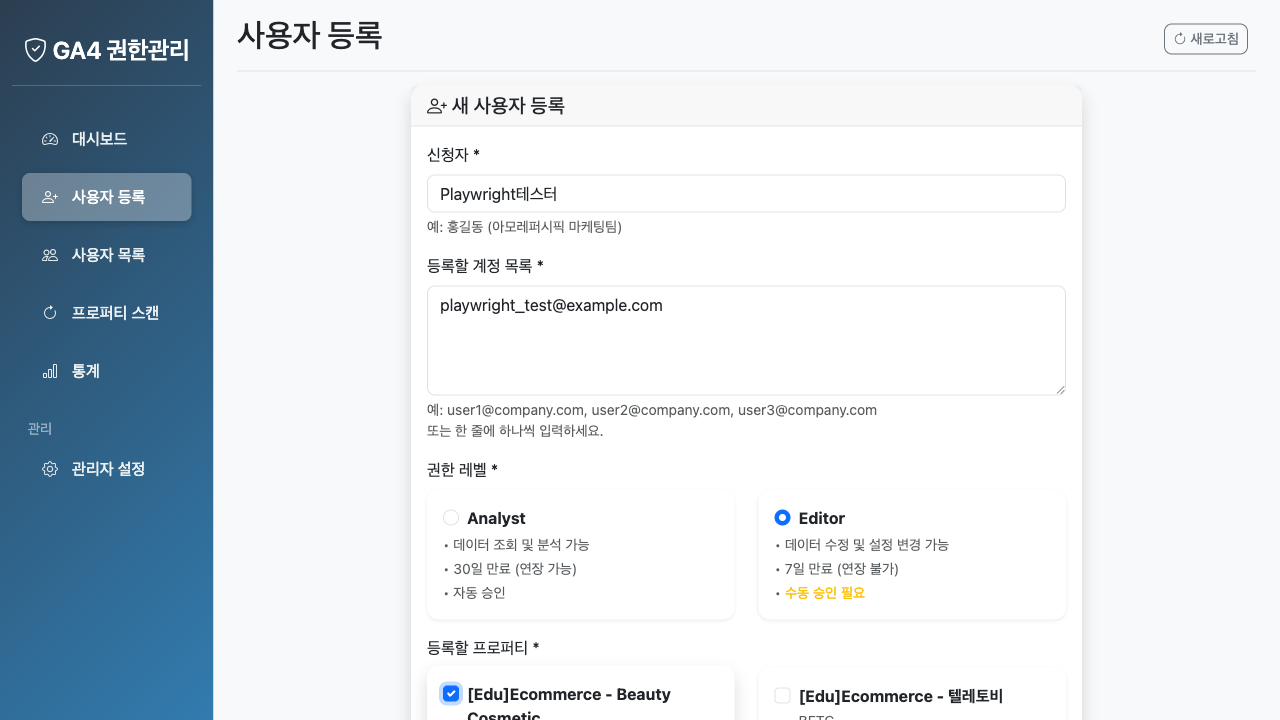 GA4 권한관리
대시보드
사용자 등록
사용자 목록
프로퍼티 스캔
통계
관리
관리자 설정
사용자 등록
새로고침
새 사용자 등록
신청자 *
Playwright테스터
예: 홍길동 (아모레퍼시픽 마케팅팀)
등록할 계정 목록 *
playwright_test@example.com
예: user1@company.com, user2@company.com, user3@company.com
또는 한 줄에 하나씩 입력하세요.
권한 레벨 *
Analyst
• 데이터 조회 및 분석 가능
• 30일 만료 (연장 가능)
• 자동 승인
Editor
• 데이터 수정 및 설정 변경 가능
• 7일 만료 (연장 불가)
• 수동 승인 필요
등록할 프로퍼티 *
[Edu]Ecommerce - Beauty
Cosmetic
[Edu]Ecommerce - 텔레토비